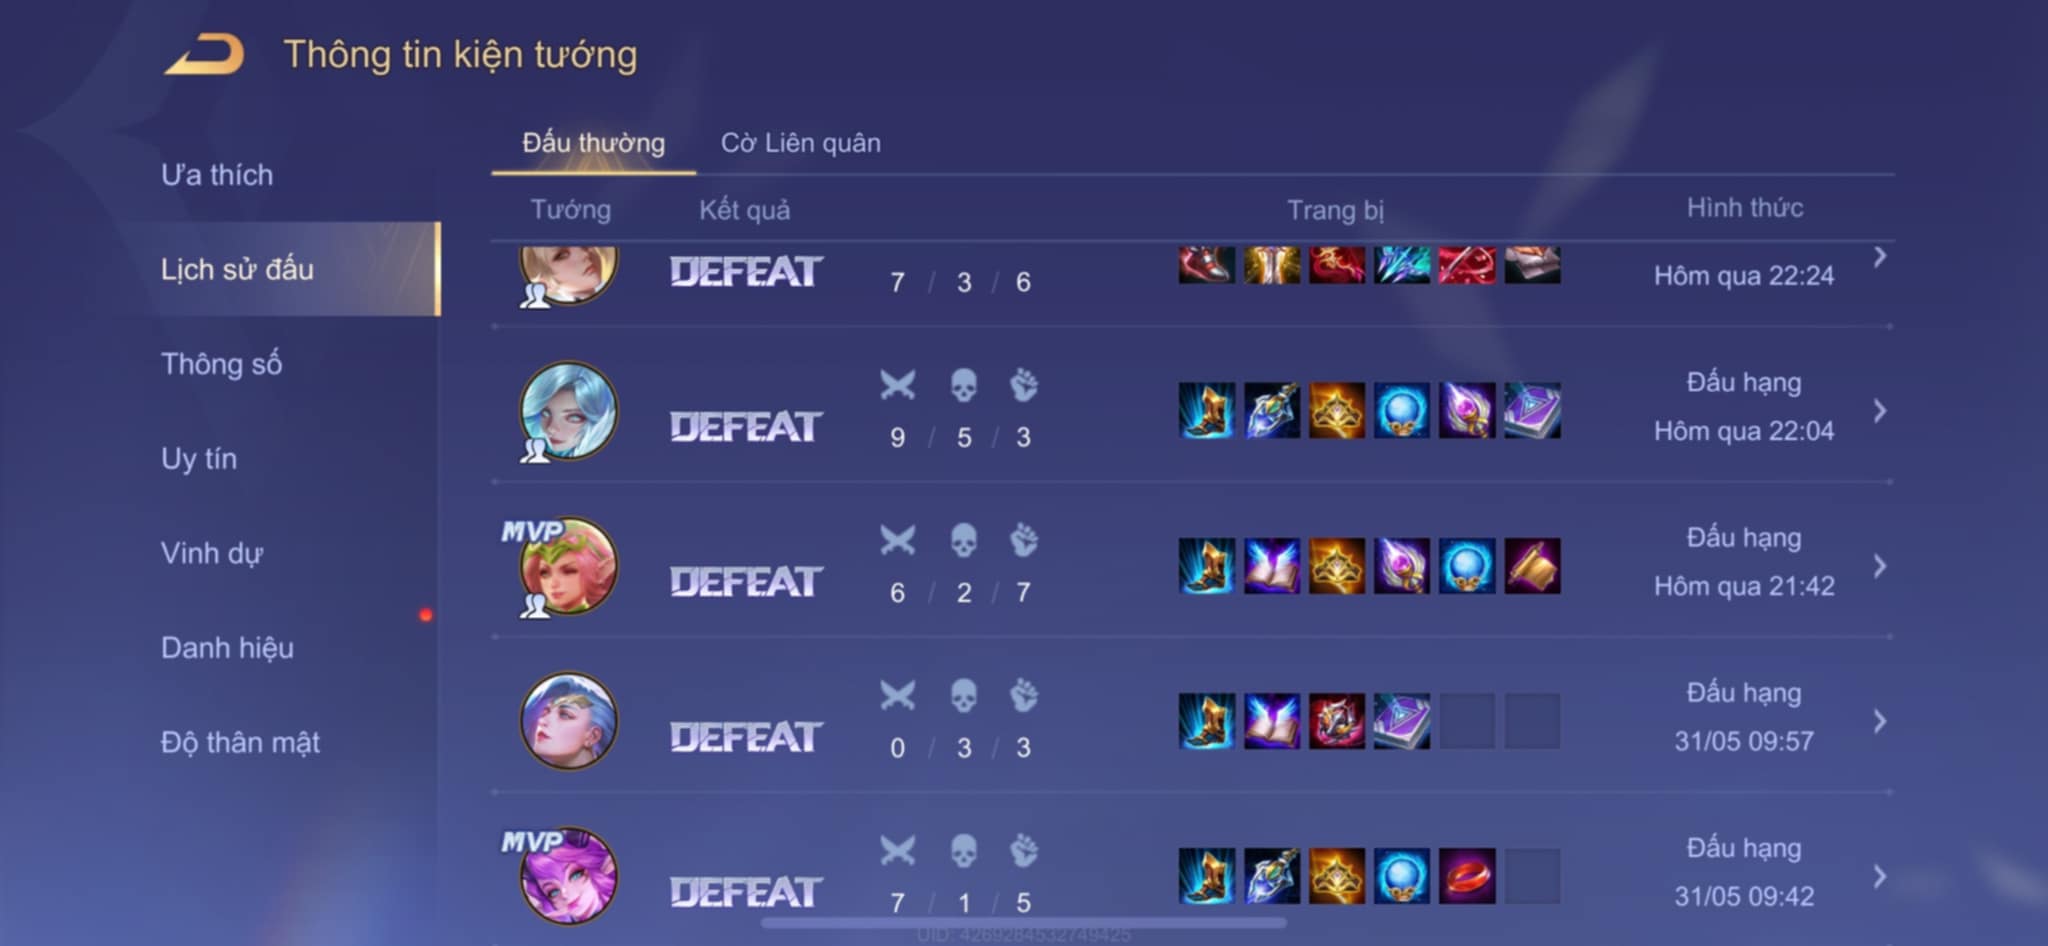 Thông tin kiện tướng
Ưa thích
Lịch sử đấu
Thông số
Uy tín
Vinh dự
Danh hiệu
Độ thân mật
Đấu thường Cờ Liên quân
Tướng Kết quả Trang bị Hình thức
DEFEAT 7 / 3 / 6 Hôm qua 22:24
Đấu hạng
DEFEAT 9 / 5 / 3 Hôm qua 22:04
MVP Đấu hạng
DEFEAT 6 / 2 / 7 Hôm qua 21:42
Đấu hạng
DEFEAT 0 / 3 / 3 31/05 09:57
MVP Đấu hạng
DEFEAT 7 / 1 / 5 31/05 09:42
UID: 4269284532749425